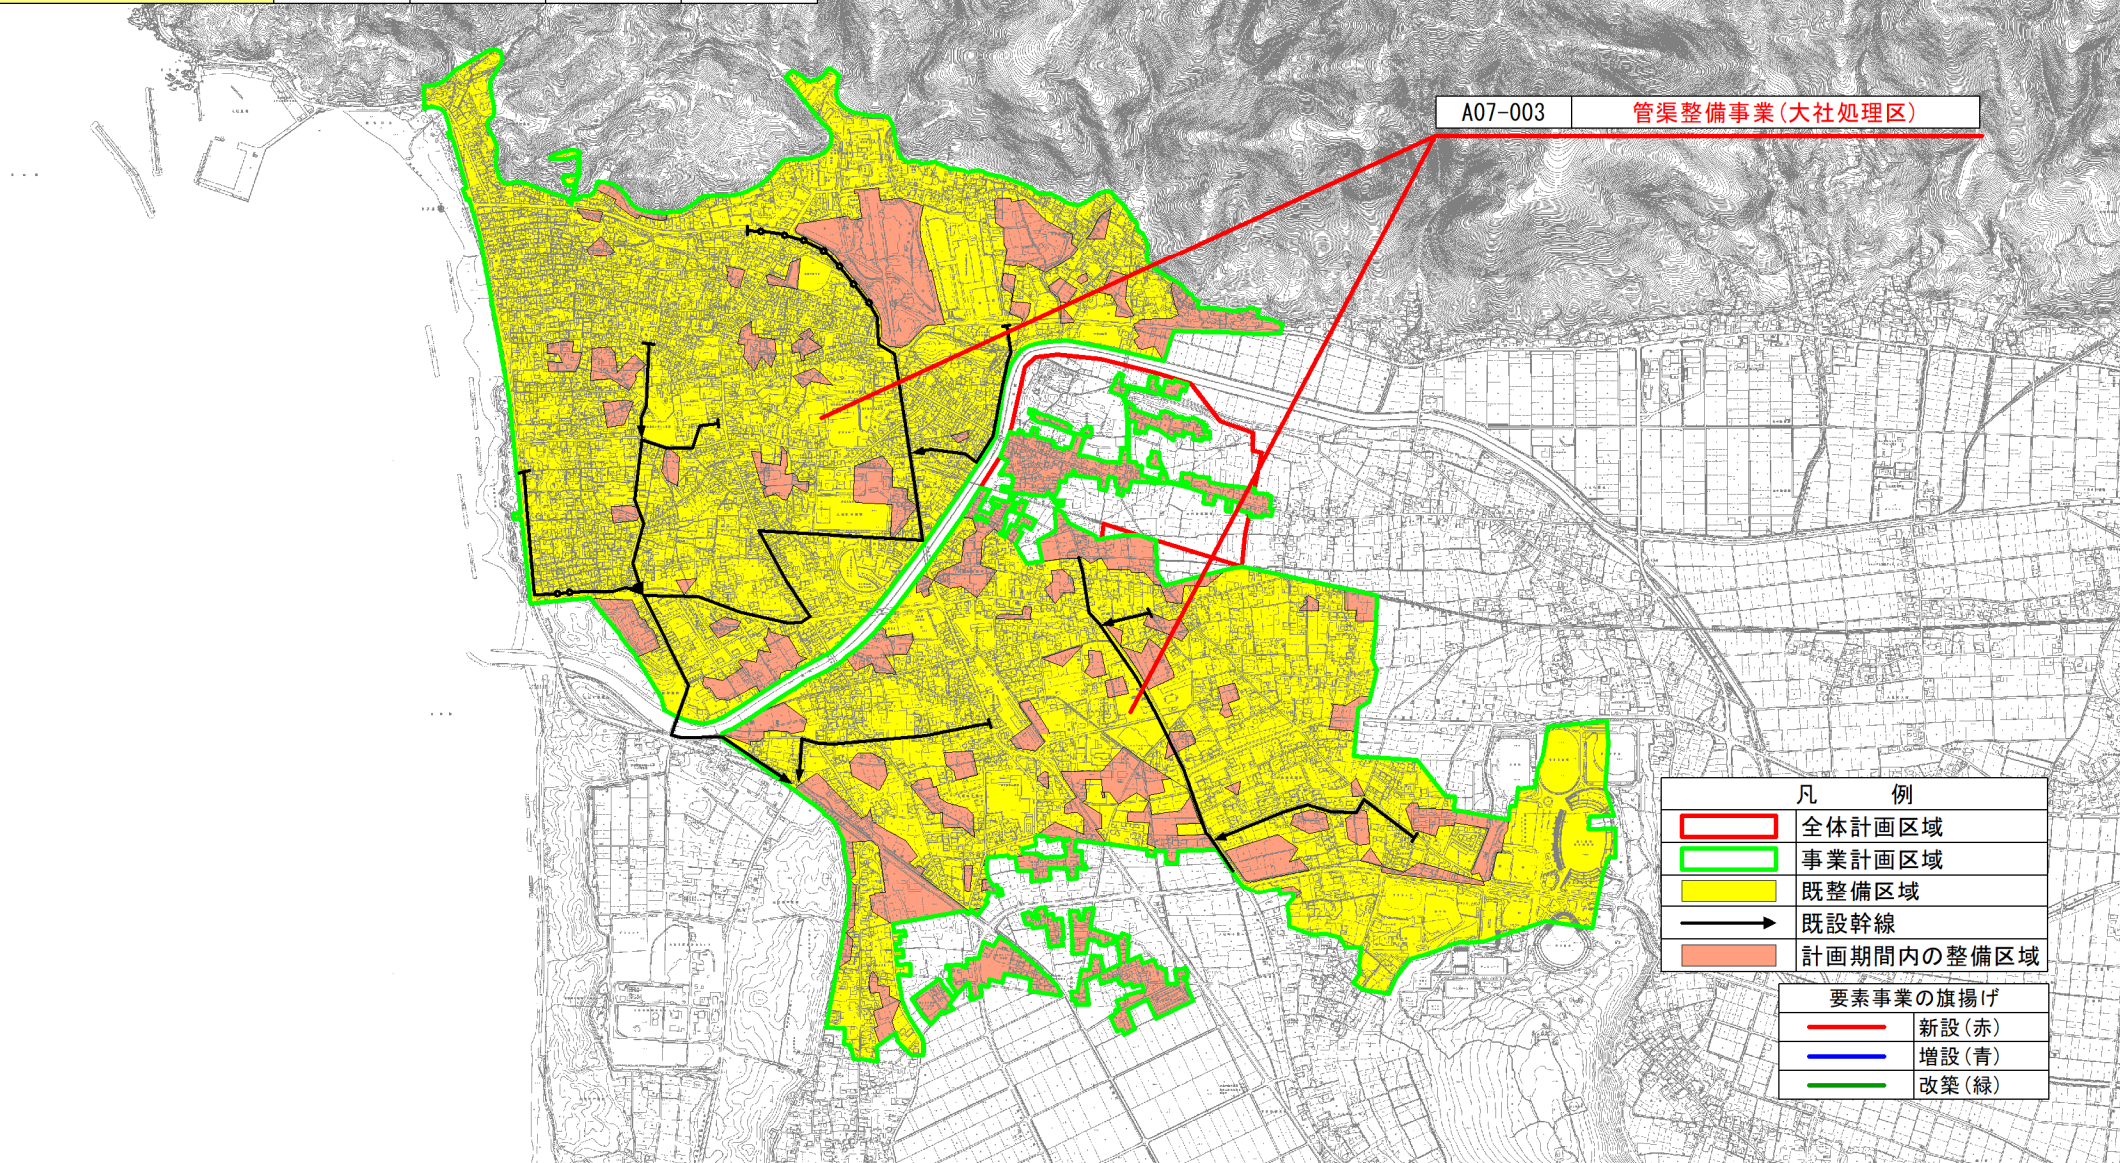 A07-003 管渠整備事業(大社処理区)
凡 例
全体計画区域
事業計画区域
既整備区域
既設幹線
計画期間内の整備区域
要素事業の旗揚げ
新設(赤)
増設(青)
改築(緑)